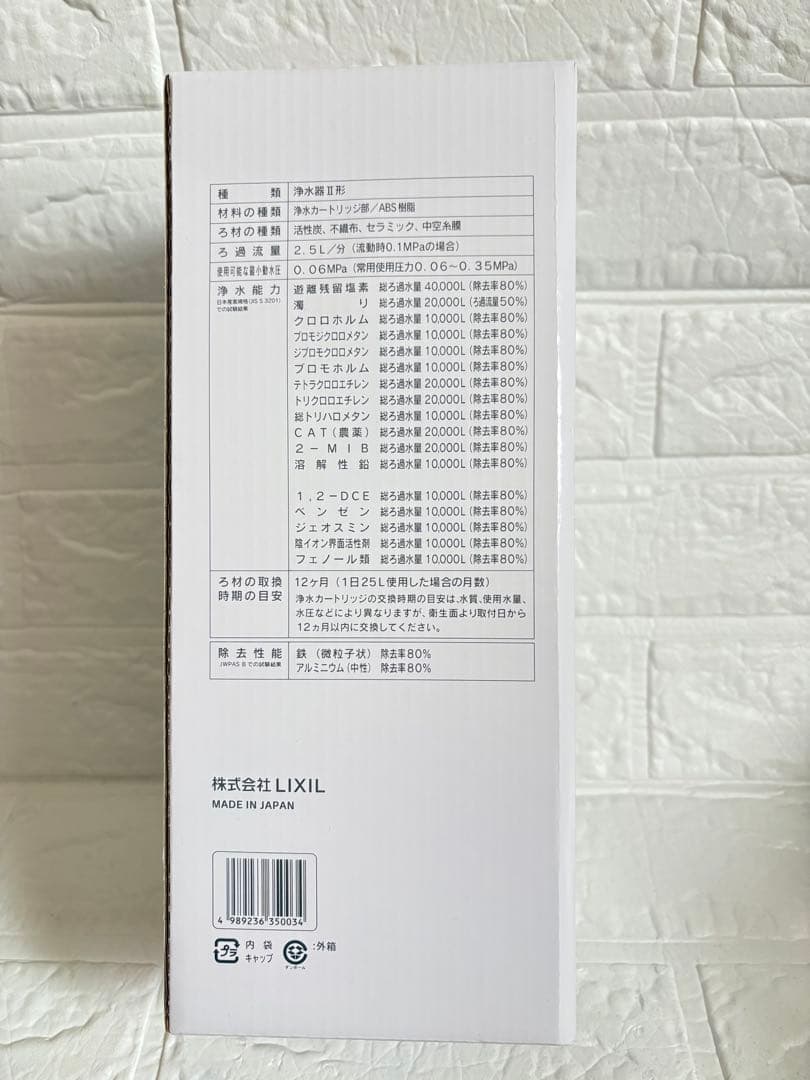 種類 浄水器Ⅱ形
材料の種類 浄水カートリッジ部/ABS樹脂
ろ材の種類 活性炭、不織布、セラミック、中空糸膜
ろ過流量 2.5L/分(流動時0.1MPaの場合)
使用可能な最小動水圧 0.06MPa(常用使用圧力0.06〜0.35MPa)
浄水能力 遊離残留塩素 総ろ過水量 40,000L(除去率80%)
日本産業規格(JIS S 3201)での試験結果
濁り 総ろ過水量 20,000L(ろ過流量50%)
クロロホルム 総ろ過水量 10,000L(除去率80%)
ブロモジクロロメタン 総ろ過水量 10,000L(除去率80%)
ジブロモクロロメタン 総ろ過水量 10,000L(除去率80%)
ブロモホルム 総ろ過水量 10,000L(除去率80%)
テトラクロロエチレン 総ろ過水量 20,000L(除去率80%)
トリクロロエチレン 総ろ過水量 20,000L(除去率80%)
総トリハロメタン 総ろ過水量 10,000L(除去率80%)
CAT(農薬) 総ろ過水量 20,000L(除去率80%)
2-MIB 総ろ過水量 20,000L(除去率80%)
溶解性鉛 総ろ過水量 10,000L(除去率80%)
1,2-DCE 総ろ過水量 10,000L(除去率80%)
ベンゼン 総ろ過水量 10,000L(除去率80%)
ジェオスミン 総ろ過水量 10,000L(除去率80%)
陰イオン界面活性剤 総ろ過水量 10,000L(除去率80%)
フェノール類 総ろ過水量 10,000L(除去率80%)
ろ材の取換時期の目安 12ヶ月(1日25L使用した場合の月数)
浄水カートリッジの交換時期の目安は、水質、使用水量、
水圧などにより異なりますが、衛生面より取付日から
12ヵ月以内に交換してください。
除去性能 鉄(微粒子状) 除去率80%
JWPAS Bでの試験結果 アルミニウム(中性) 除去率80%
株式会社 LIXIL
MADE IN JAPAN
4 989236 350034
プラ 内袋 キャップ ダンボール :外箱